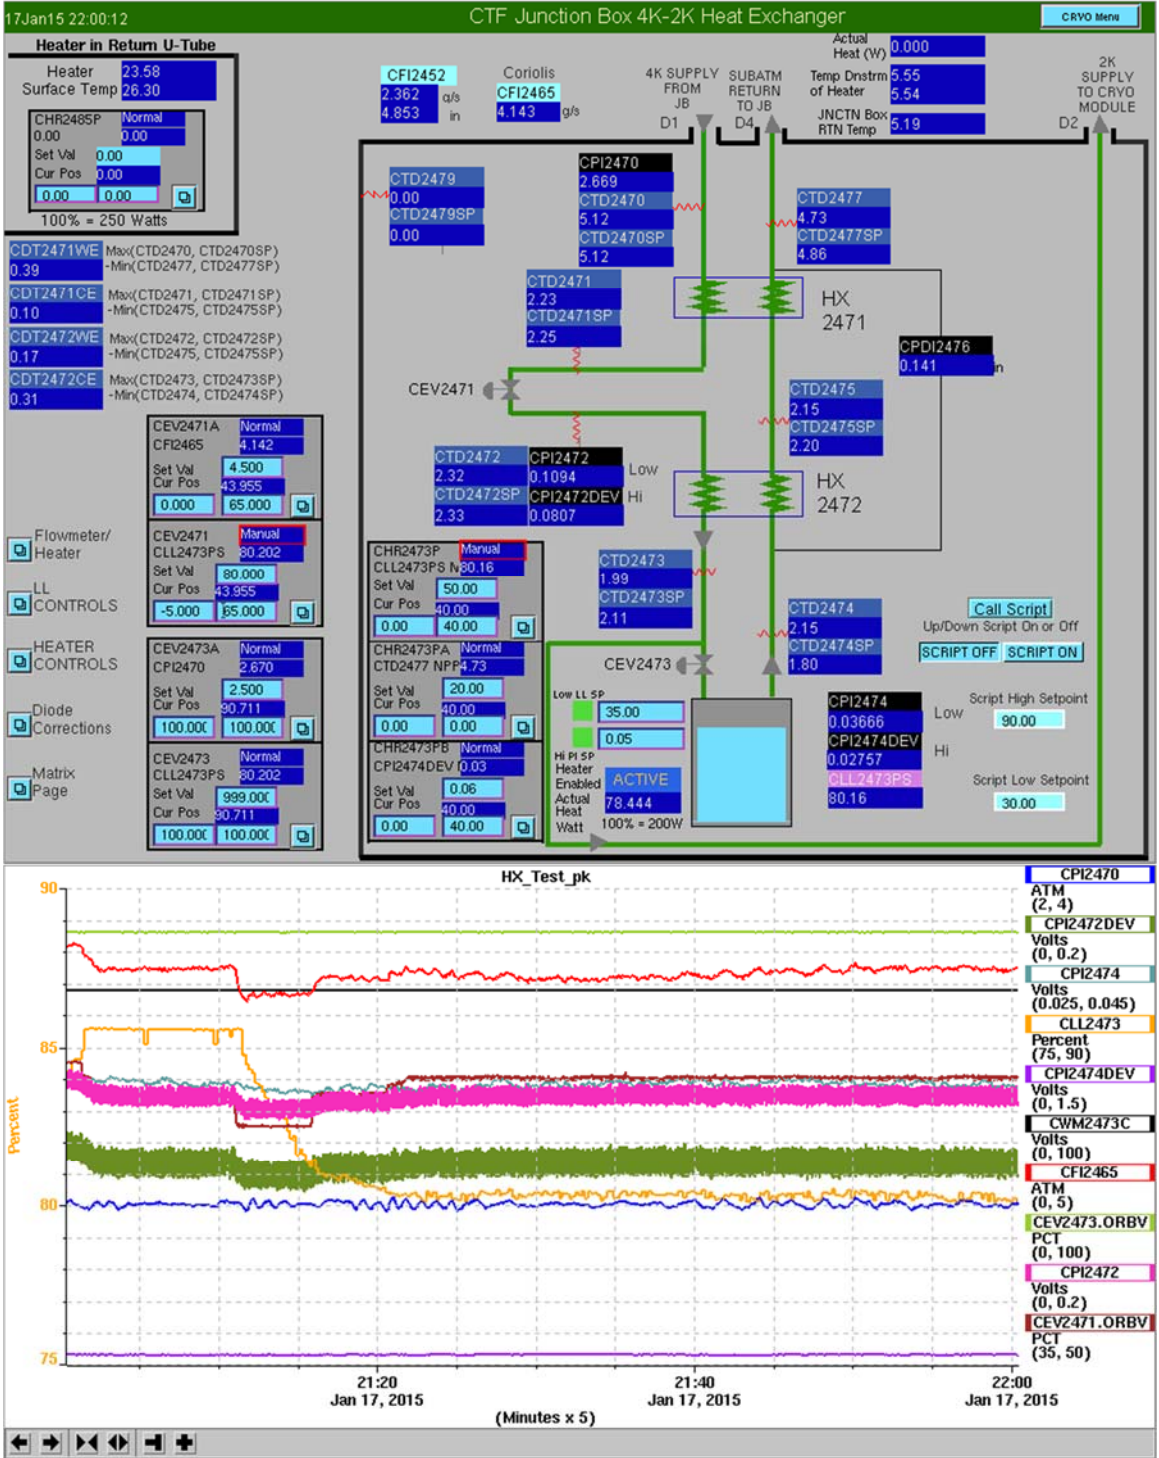 17Jan15 22:00:12
CTF Junction Box 4K-2K Heat Exchanger
CRYO Menu
Heater in Return U-Tube
Heater 23.58
Surface Temp 26.30
CHR2485P Normal
0.00 0.00
Set Val 0.00
Cur Pos 0.00
0.00 0.00
100% = 250 Watts
CFI2452
2.362 g/s
4.853 in
Coriolis
CFI2465
4.143 g/s
4K SUPPLY
FROM
JB
D1
SUBATM
RETURN
TO JB
D4
Actual
Heat (W) 0.000
Temp Dnstrm 5.55
of Heater 5.54
JNCTN Box
RTN Temp 5.19
2K
SUPPLY
TO CRYO
MODULE
D2
CDT2471WE Max(CTD2470, CTD2470SP)
0.39 -Min(CTD2477, CTD2477SP)
CDT2471CE Max(CTD2471, CTD2471SP)
0.10 -Min(CTD2475, CTD2475SP)
CDT2472WE Max(CTD2472, CTD2472SP)
0.17 -Min(CTD2475, CTD2475SP)
CDT2472CE Max(CTD2473, CTD2473SP)
0.31 -Min(CTD2474, CTD2474SP)
CTD2479
0.00
CTD2479SP
0.00
CPI2470
2.669
CTD2470
5.12
CTD2470SP
5.12
CTD2477
4.73
CTD2477SP
4.86
CTD2471
2.23
CTD2471SP
2.25
HX
2471
CPDI2476
0.141 in
CEV2471
CTD2475
2.15
CTD2475SP
2.20
CTD2472
2.32
CTD2472SP
2.33
CPI2472
0.1094 Low
CPI2472DEV Hi
0.0807
HX
2472
CEV2471A Normal
CFI2465 4.142
Set Val 4.500
Cur Pos 43.955
0.000 65.000
CEV2471 Manual
CLL2473PS 80.202
Set Val 80.000
Cur Pos 43.955
-5.000 65.000
CEV2473A Normal
CPI2470 2.670
Set Val 2.500
Cur Pos 90.711
100.00( 100.00(
CEV2473 Normal
CLL2473PS 80.202
Set Val 999.00(
Cur Pos 90.711
100.00( 100.00(
Flowmeter/
Heater
LL
CONTROLS
HEATER
CONTROLS
Diode
Corrections
Matrix
Page
CHR2473P Manual
CLL2473PS N 80.16
Set Val 50.00
Cur Pos 40.00
0.00 40.00
CHR2473PA Normal
CTD2477 NPP 4.73
Set Val 20.00
Cur Pos 40.00
0.00 0.00
CHR2473PB Normal
CPI2474DEV 0.03
Set Val 0.06
Cur Pos 40.00
0.00 40.00
CTD2473
1.99
CTD2473SP
2.11
CEV2473
CTD2474
2.15
CTD2474SP
1.80
Low LL SP
35.00
0.05
Hi PI SP
Heater
Enabled ACTIVE
Actual
Heat 78.444
Watt 100% = 200W
CPI2474
0.03666 Low
CPI2474DEV
0.02757 Hi
CLL2473PS
80.16
Call Script
Up/Down Script On or Off
SCRIPT OFF SCRIPT ON
Script High Setpoint
90.00
Script Low Setpoint
30.00
HX_Test_pk
90
85
80
75
Percent
21:20
Jan 17, 2015
21:40
Jan 17, 2015
22:00
Jan 17, 2015
(Minutes x 5)
CPI2470
ATM
(2, 4)
CPI2472DEV
Volts
(0, 0.2)
CPI2474
Volts
(0.025, 0.045)
CLL2473
Percent
(75, 90)
CPI2474DEV
Volts
(0, 1.5)
CWM2473C
Volts
(0, 100)
CFI2465
ATM
(0, 5)
CEV2473.ORBV
PCT
(0, 100)
CPI2472
Volts
(0, 0.2)
CEV2471.ORBV
PCT
(35, 50)